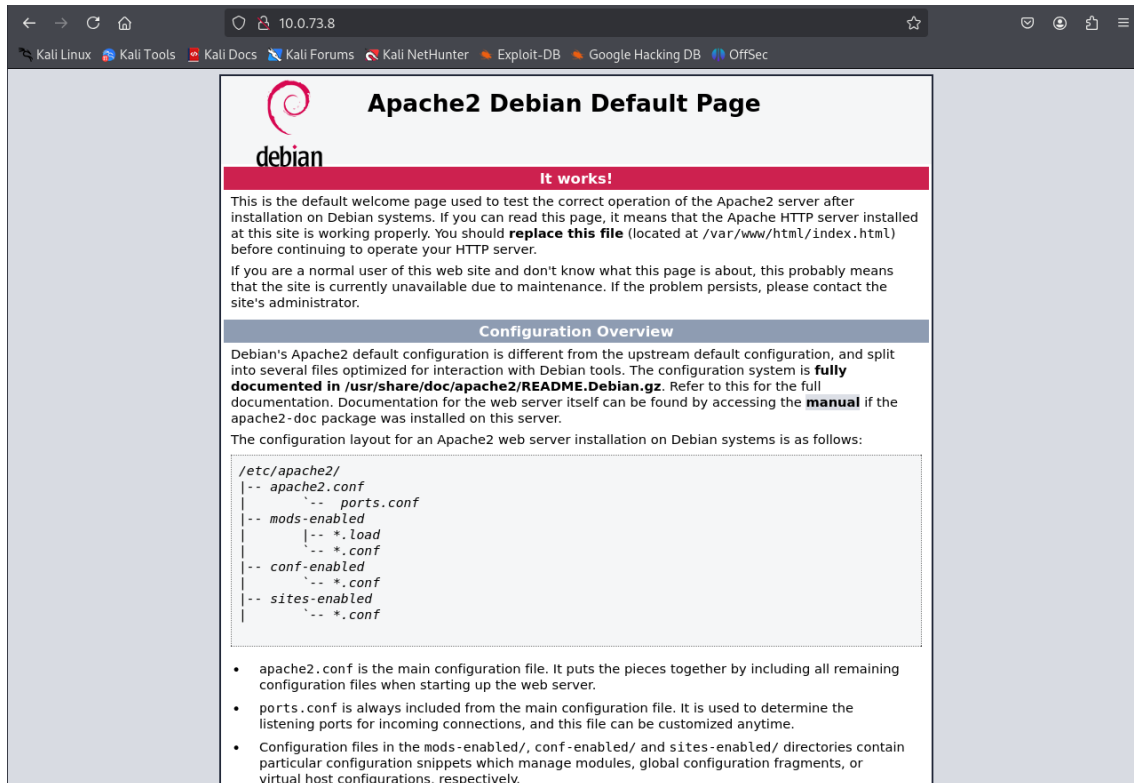 10.0.73.8
Kali Linux Kali Tools Kali Docs Kali Forums Kali NetHunter Exploit-DB Google Hacking DB OffSec
debian
Apache2 Debian Default Page
It works!
This is the default welcome page used to test the correct operation of the Apache2 server after
installation on Debian systems. If you can read this page, it means that the Apache HTTP server installed
at this site is working properly. You should replace this file (located at /var/www/html/index.html)
before continuing to operate your HTTP server.
If you are a normal user of this web site and don't know what this page is about, this probably means
that the site is currently unavailable due to maintenance. If the problem persists, please contact the
site's administrator.
Configuration Overview
Debian's Apache2 default configuration is different from the upstream default configuration, and split
into several files optimized for interaction with Debian tools. The configuration system is fully
documented in /usr/share/doc/apache2/README.Debian.gz. Refer to this for the full
documentation. Documentation for the web server itself can be found by accessing the manual if the
apache2-doc package was installed on this server.
The configuration layout for an Apache2 web server installation on Debian systems is as follows:
/etc/apache2/
|-- apache2.conf
|       `--  ports.conf
|-- mods-enabled
|       |-- *.load
|       `-- *.conf
|-- conf-enabled
|       `-- *.conf
|-- sites-enabled
|       `-- *.conf
• apache2.conf is the main configuration file. It puts the pieces together by including all remaining
configuration files when starting up the web server.
• ports.conf is always included from the main configuration file. It is used to determine the
listening ports for incoming connections, and this file can be customized anytime.
• Configuration files in the mods-enabled/, conf-enabled/ and sites-enabled/ directories contain
particular configuration snippets which manage modules, global configuration fragments, or
virtual host configurations, respectively.